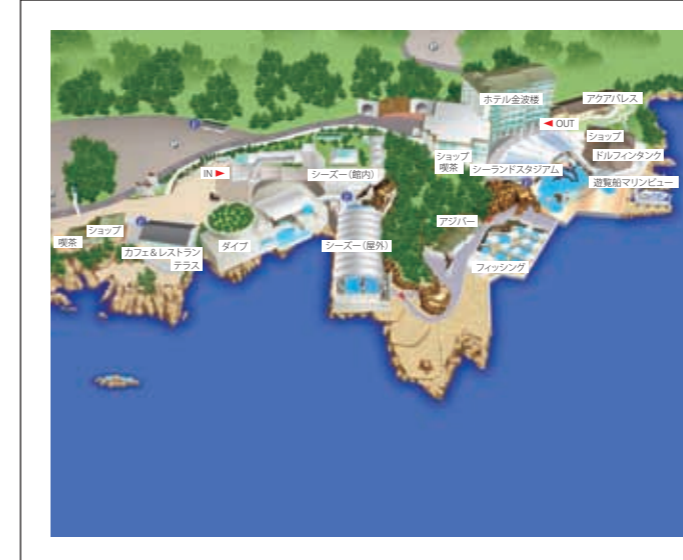 ホテル金波楼
アクアパレス
◀ OUT
ショップ
ドルフィンタンク
ショップ
喫茶
シーランドスタジアム
遊覧船マリンビュー
IN ▶
シーズー（館内）
アジバー
ショップ
喫茶
カフェ&レストラン
テラス
ダイブ
シーズー（屋外）
フィッシング